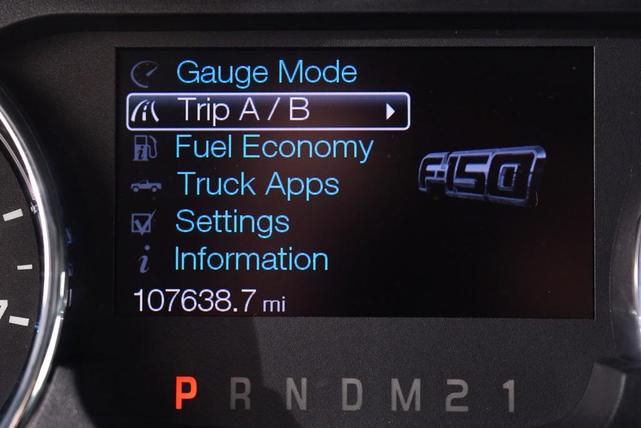 Gauge Mode
Trip A / B
Fuel Economy
Truck Apps
Settings
Information
F-150
107638.7 mi
P R N D M 2 1